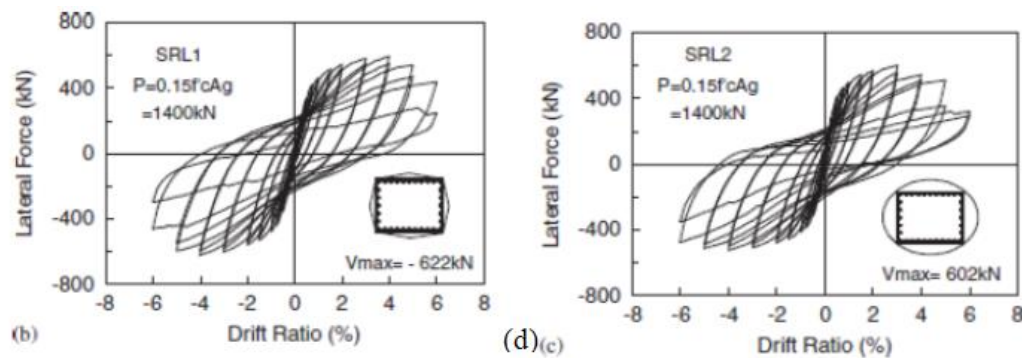 800
400
0
-400
-800
Lateral Force (kN)
SRL1
P=0.15f'cAg
=1400kN
Vmax= - 622kN
-8 -6 -4 -2 0 2 4 6 8
Drift Ratio (%)
(b)
800
400
0
-400
-800
Lateral Force (kN)
SRL2
P=0.15f'cAg
=1400kN
Vmax= 602kN
-8 -6 -4 -2 0 2 4 6 8
Drift Ratio (%)
(d)(c)